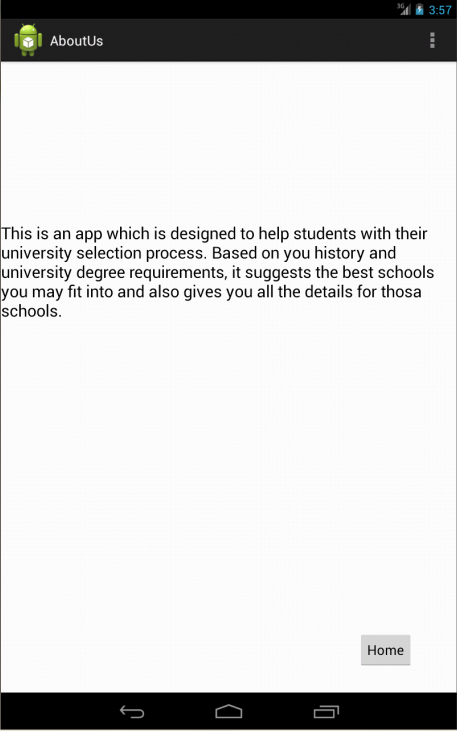 3G 3:57
AboutUs
This is an app which is designed to help students with their
university selection process. Based on you history and
university degree requirements, it suggests the best schools
you may fit into and also gives you all the details for thosa
schools.
Home